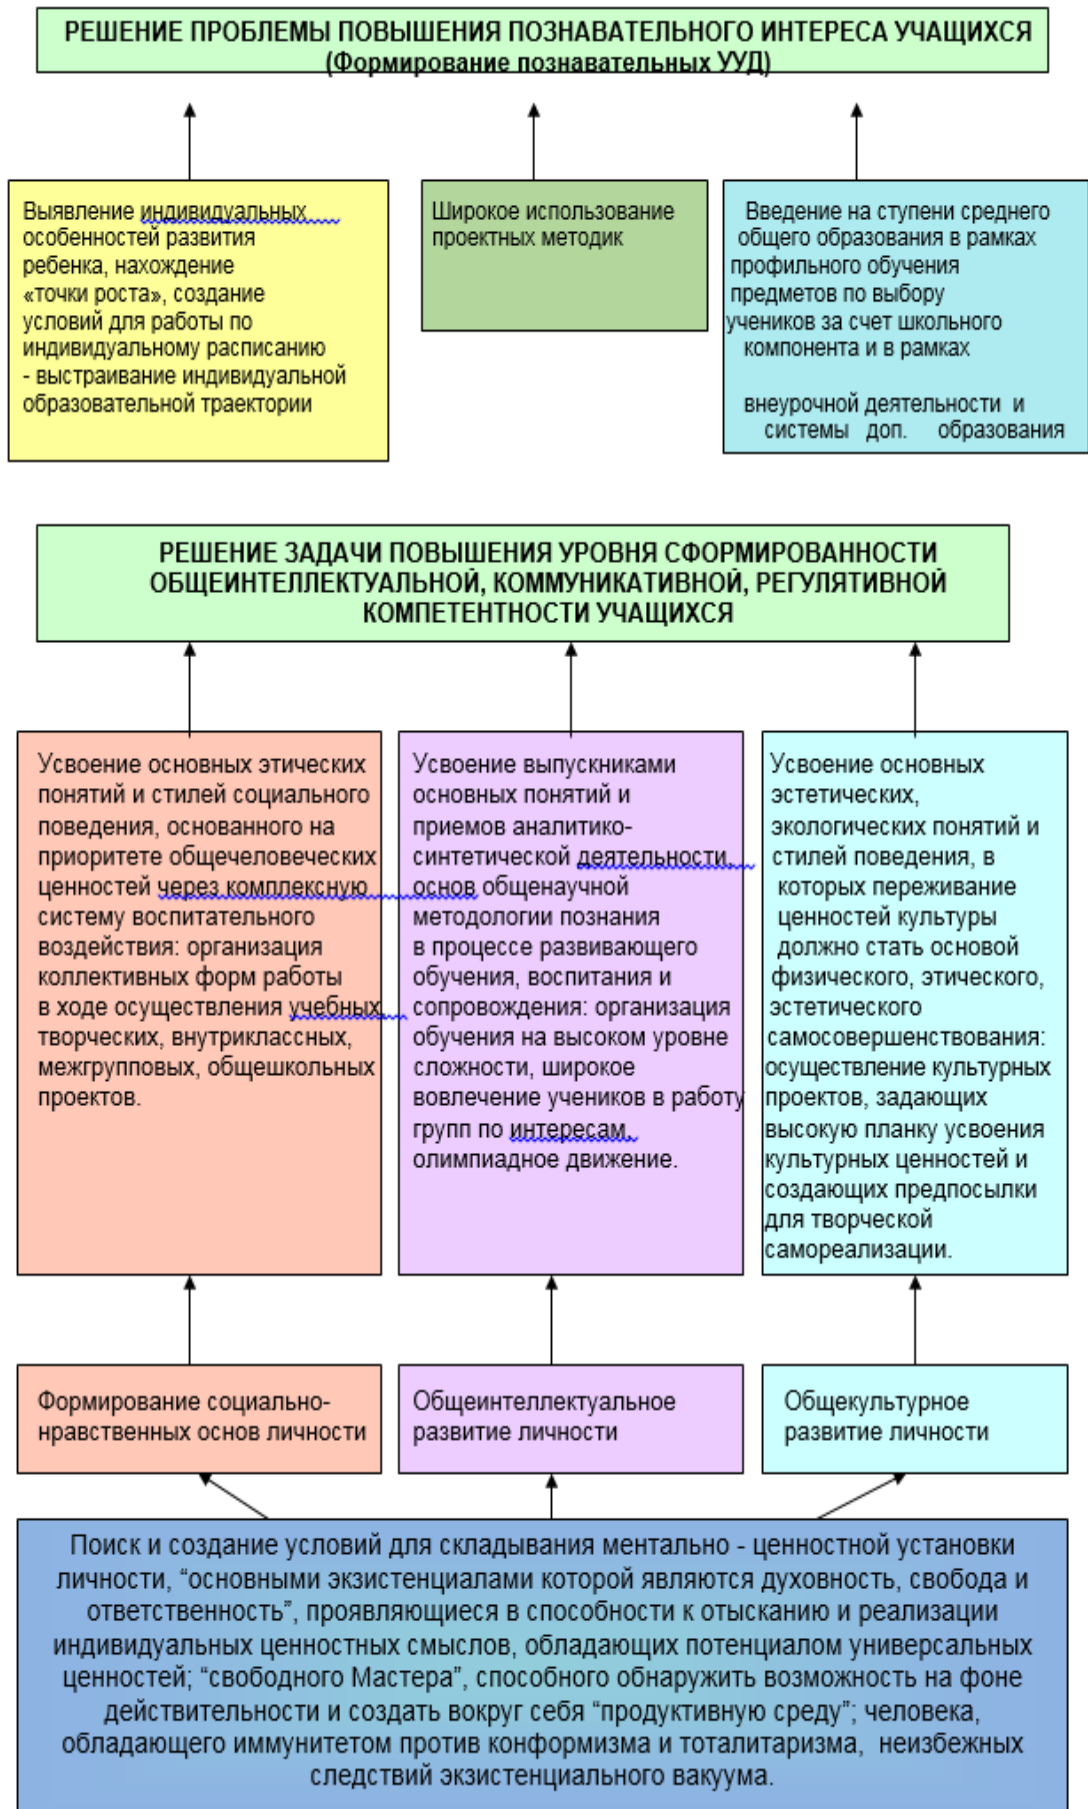 РЕШЕНИЕ ПРОБЛЕМЫ ПОВЫШЕНИЯ ПОЗНАВАТЕЛЬНОГО ИНТЕРЕСА УЧАЩИХСЯ
(Формирование познавательных УУД)
Выявление индивидуальных
особенностей развития
ребенка, нахождение
«точки роста», создание
условий для работы по
индивидуальному расписанию
- выстраивание индивидуальной
образовательной траектории
Широкое использование
проектных методик
Введение на ступени среднего
общего образования в рамках
профильного обучения
предметов по выбору
учеников за счет школьного
компонента и в рамках
внеурочной деятельности и
системы доп. образования
РЕШЕНИЕ ЗАДАЧИ ПОВЫШЕНИЯ УРОВНЯ СФОРМИРОВАННОСТИ
ОБЩЕИНТЕЛЛЕКТУАЛЬНОЙ, КОММУНИКАТИВНОЙ, РЕГУЛЯТИВНОЙ
КОМПЕТЕНТНОСТИ УЧАЩИХСЯ
Усвоение основных этических
понятий и стилей социального
поведения, основанного на
приоритете общечеловеческих
ценностей через комплексную
систему воспитательного
воздействия: организация
коллективных форм работы
в ходе осуществления учебных,
творческих, внутриклассных,
межгрупповых, общешкольных
проектов.
Усвоение выпускниками
основных понятий и
приемов аналитико-
синтетической деятельности,
основ общенаучной
методологии познания
в процессе развивающего
обучения, воспитания и
сопровождения: организация
обучения на высоком уровне
сложности, широкое
вовлечение учеников в работу
групп по интересам,
олимпиадное движение.
Усвоение основных
эстетических,
экологических понятий и
стилей поведения, в
которых переживание
ценностей культуры
должно стать основой
физического, этического,
эстетического
самосовершенствования:
осуществление культурных
проектов, задающих
высокую планку усвоения
культурных ценностей и
создающих предпосылки
для творческой
самореализации.
Формирование социально-
нравственных основ личности
Общеинтеллектуальное
развитие личности
Общекультурное
развитие личности
Поиск и создание условий для складывания ментально - ценностной установки
личности, “основными экзистенциалами которой являются духовность, свобода и
ответственность”, проявляющиеся в способности к отысканию и реализации
индивидуальных ценностных смыслов, обладающих потенциалом универсальных
ценностей; “свободного Мастера”, способного обнаружить возможность на фоне
действительности и создать вокруг себя “продуктивную среду”; человека,
обладающего иммунитетом против конформизма и тоталитаризма, неизбежных
следствий экзистенциального вакуума.